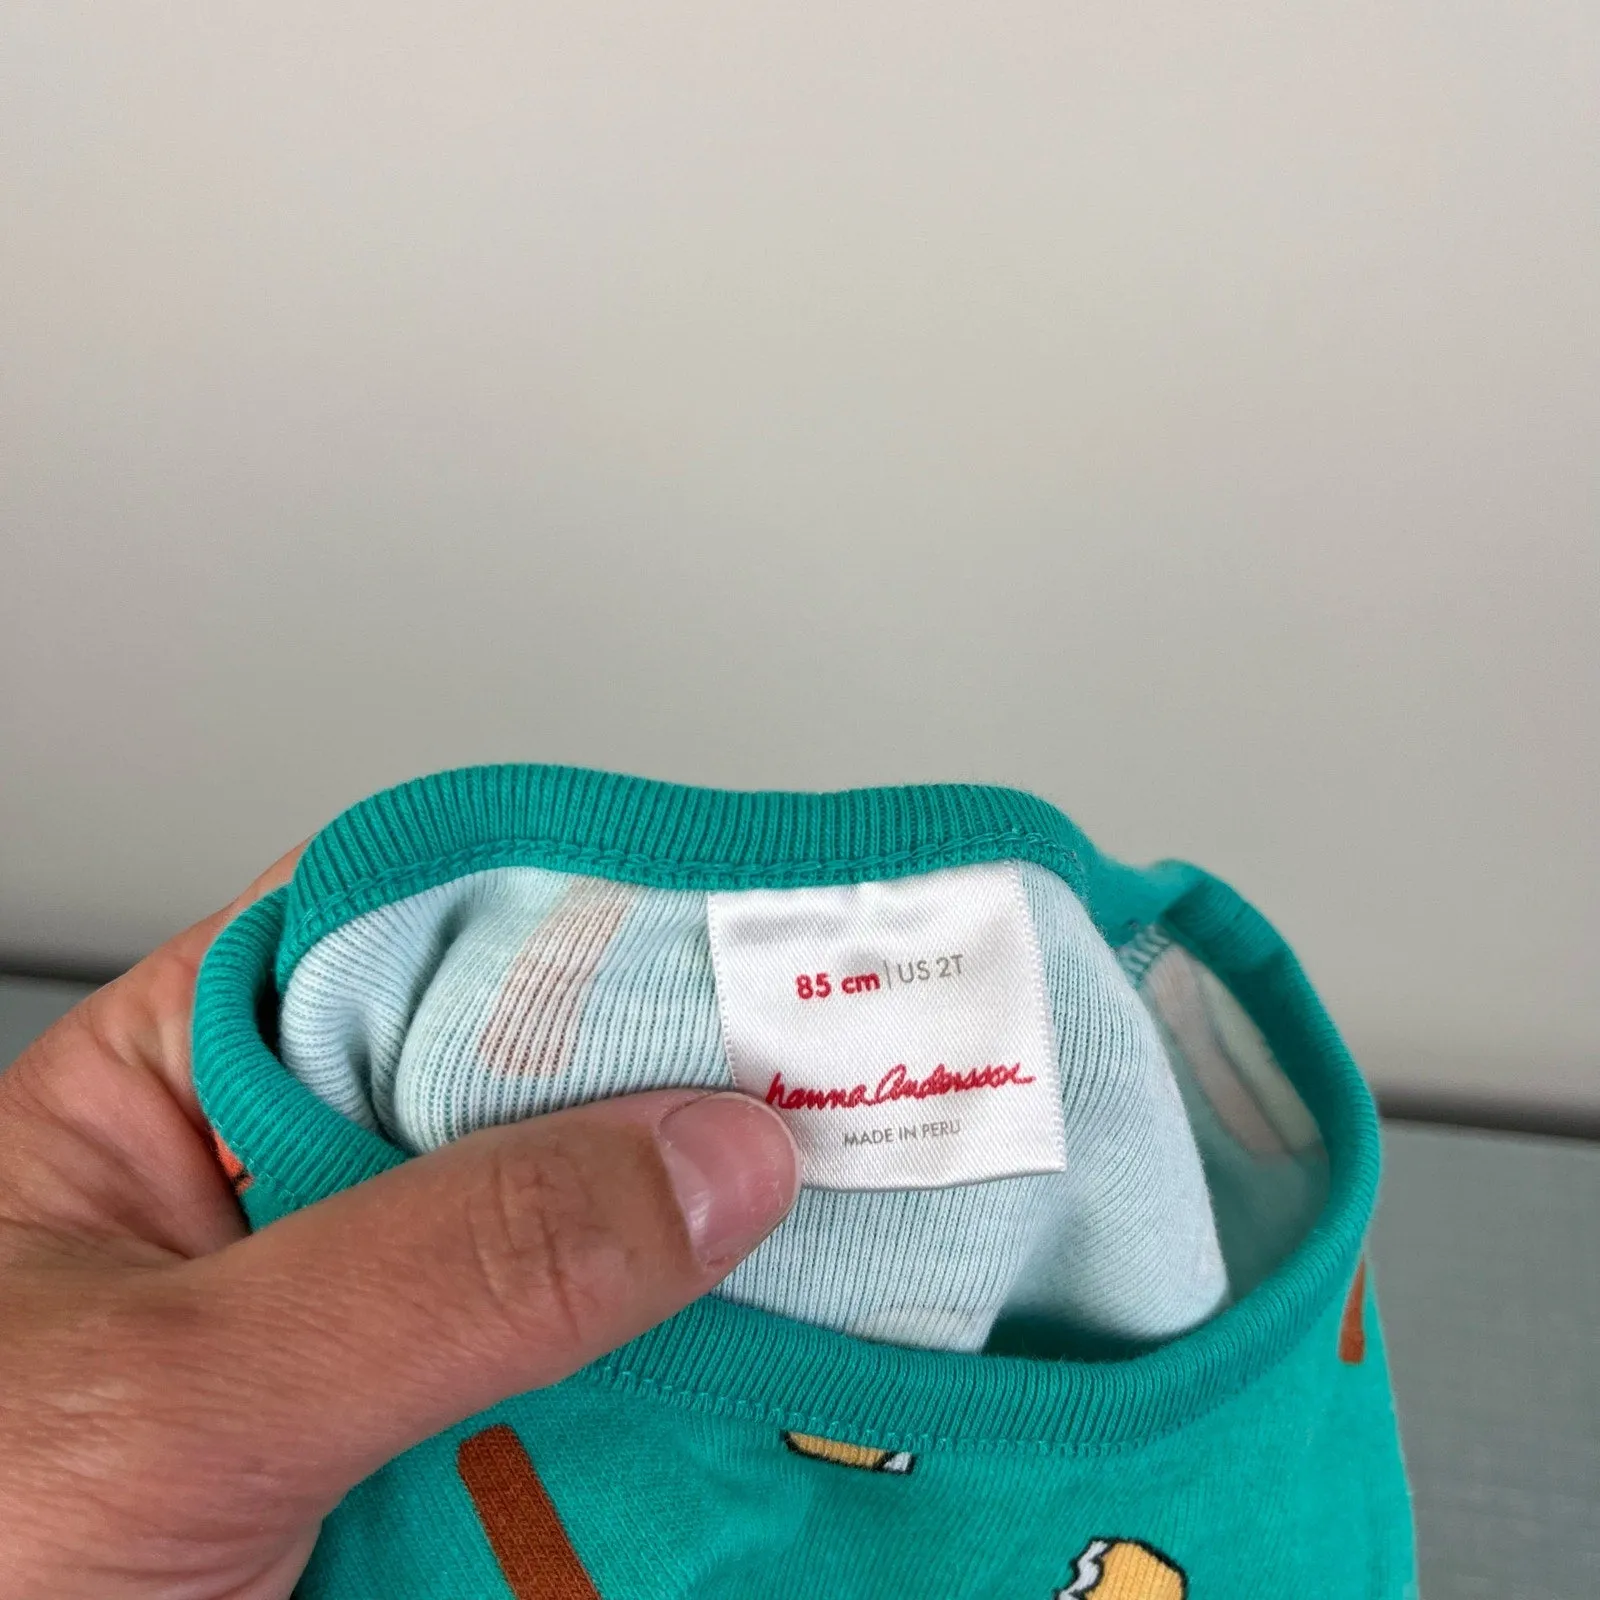 85 cm | US 2T
hanna Andersson
MADE IN PERU